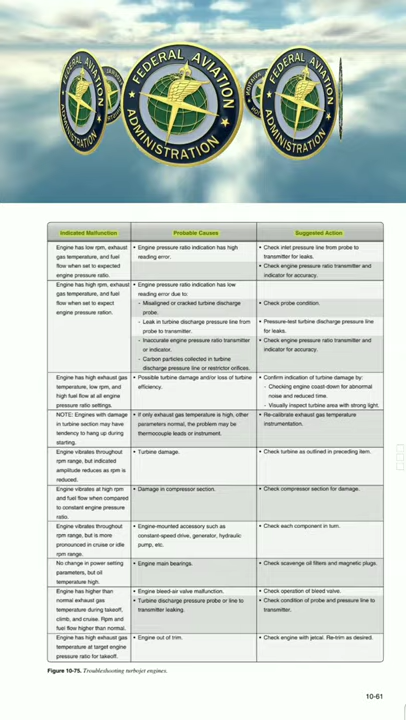 FEDERAL AVIATION
ADMINISTRATION
FEDERAL AVIATION
ADMINISTRATION
FEDERAL AVIATION
ADMINISTRATION
Indicated Malfunction
Probable Causes
Suggested Action
Engine has low rpm, exhaust
gas temperature, and fuel
flow when set to expected
engine pressure ratio.
• Engine pressure ratio indication has high
reading error.
• Check inlet pressure line from probe to
transmitter for leaks.
• Check engine pressure ratio transmitter and
indicator for accuracy.
Engine has high rpm, exhaust
gas temperature, and fuel
flow when set to expect
engine pressure ration.
• Engine pressure ratio indication has low
reading error due to:
- Misaligned or cracked turbine discharge
probe.
- Leak in turbine discharge pressure line from
probe to transmitter.
- Inaccurate engine pressure ratio transmitter
or indicator.
- Carbon particles collected in turbine
discharge pressure line or restrictor orifices.
• Check probe condition.
• Pressure-test turbine discharge pressure line
for leaks.
• Check engine pressure ratio transmitter and
indicator for accuracy.
Engine has high exhaust gas
temperature, low rpm, and
high fuel flow at all engine
pressure ratio settings.
• Possible turbine damage and/or loss of turbine
efficiency.
• Confirm indication of turbine damage by:
- Checking engine coast-down for abnormal
noise and reduced time.
- Visually inspect turbine area with strong light.
NOTE: Engines with damage
in turbine section may have
tendency to hang up during
starting.
• If only exhaust gas temperature is high, other
parameters normal, the problem may be
thermocouple leads or instrument.
• Re-calibrate exhaust gas temperature
instrumentation.
Engine vibrates throughout
rpm range, but indicated
amplitude reduces as rpm is
reduced.
• Turbine damage.
• Check turbine as outlined in preceding item.
Engine vibrates at high rpm
and fuel flow when compared
to constant engine pressure
ratio.
• Damage in compressor section.
• Check compressor section for damage.
Engine vibrates throughout
rpm range, but is more
pronounced in cruise or idle
rpm range.
• Engine-mounted accessory such as
constant-speed drive, generator, hydraulic
pump, etc.
• Check each component in turn.
No change in power setting
parameters, but oil
temperature high.
• Engine main bearings.
• Check scavenge oil filters and magnetic plugs.
Engine has higher than
normal exhaust gas
temperature during takeoff,
climb, and cruise. Rpm and
fuel flow higher than normal.
• Engine bleed-air valve malfunction.
• Turbine discharge pressure probe or line to
transmitter leaking.
• Check operation of bleed valve.
• Check condition of probe and pressure line to
transmitter.
Engine has high exhaust gas
temperature at target engine
pressure ratio for takeoff.
• Engine out of trim.
• Check engine with jetcal. Re-trim as desired.
Figure 10-75. Troubleshooting turbojet engines.
10-61